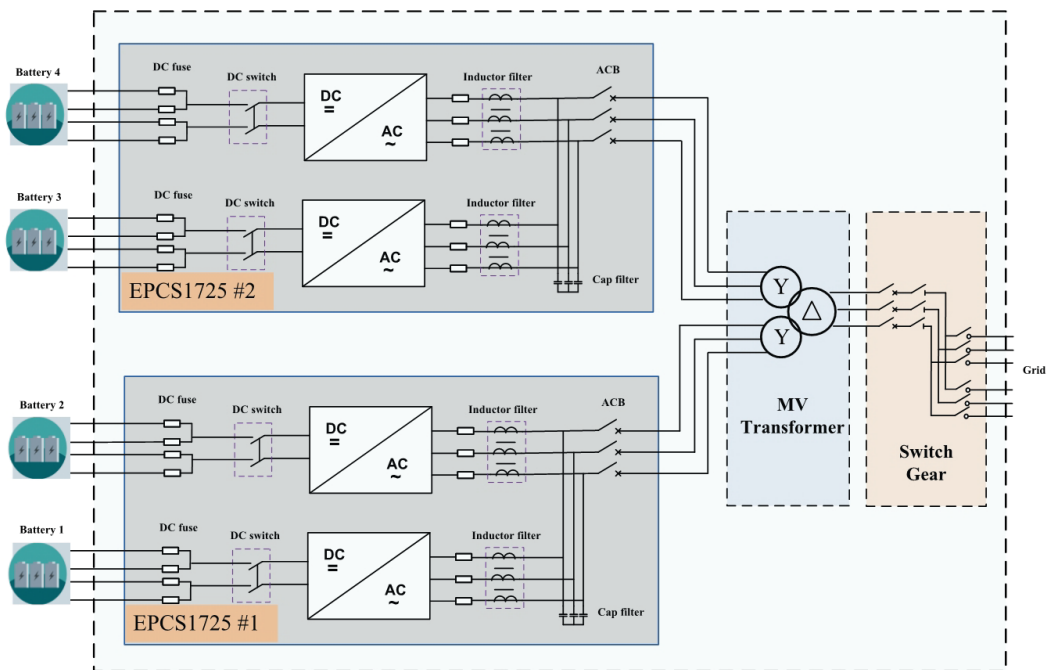 Battery 4
DC fuse
DC switch
DC
=
AC
~
Inductor filter
ACB
Battery 3
DC fuse
DC switch
DC
=
AC
~
Inductor filter
Cap filter
EPCS1725 #2
Y
Y
Δ
MV
Transformer
Switch
Gear
Grid
Battery 2
DC fuse
DC switch
DC
=
AC
~
Inductor filter
ACB
Battery 1
DC fuse
DC switch
DC
=
AC
~
Inductor filter
Cap filter
EPCS1725 #1